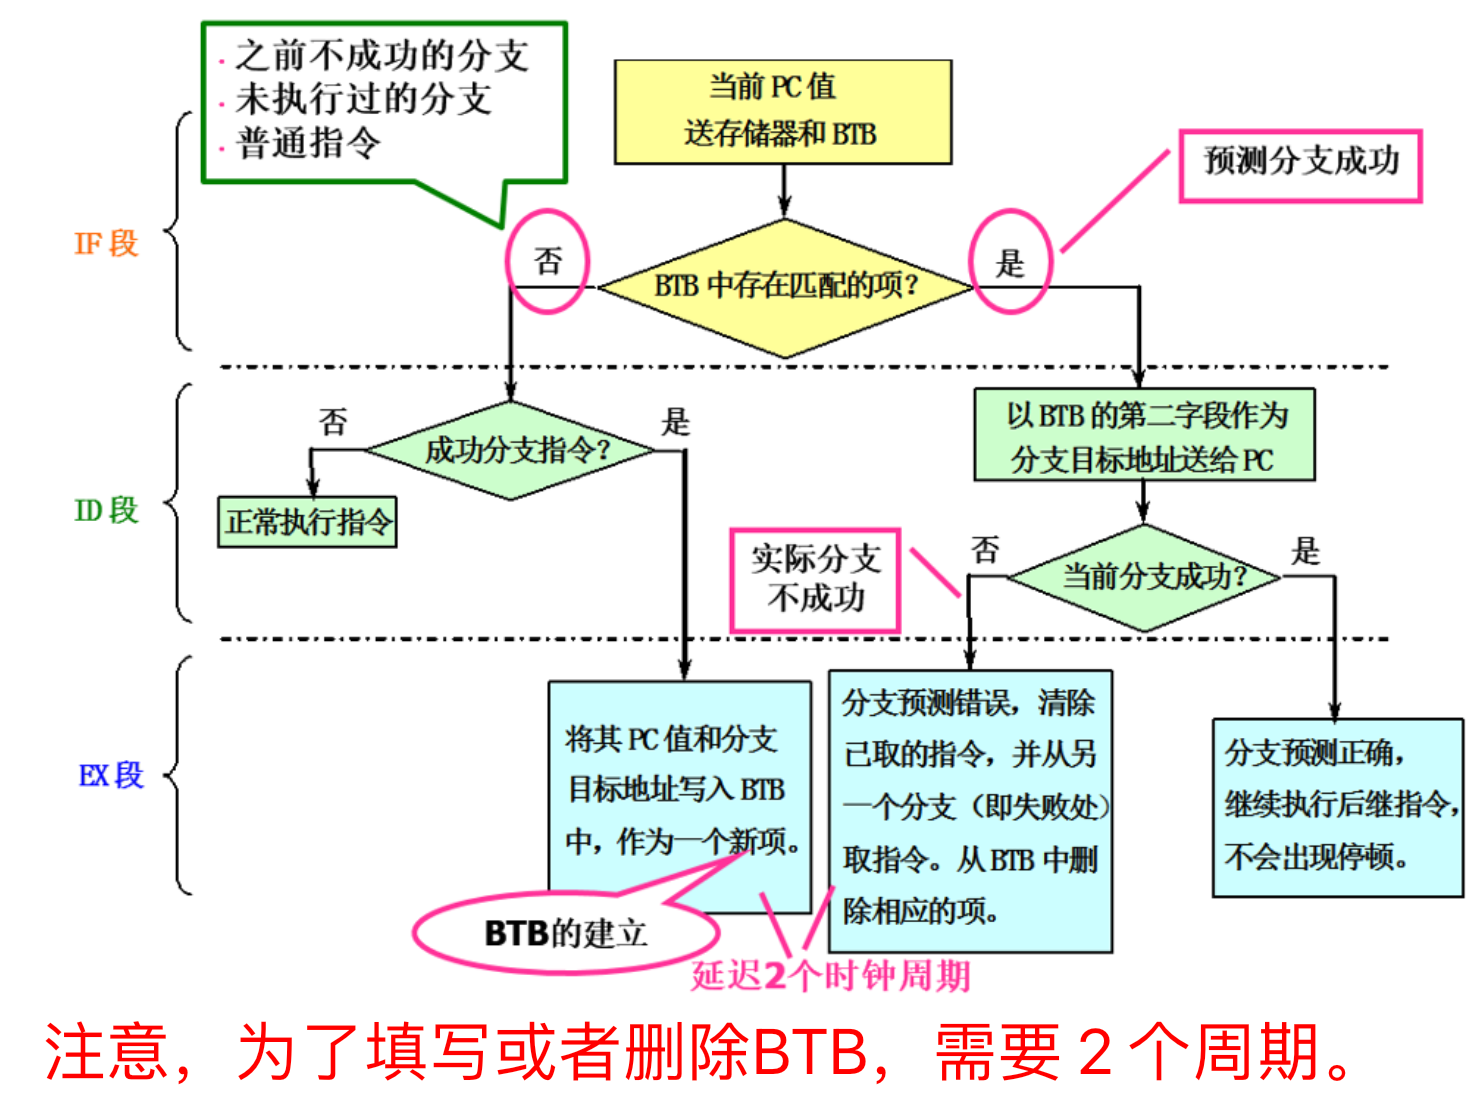 · 之前不成功的分支
· 未执行过的分支
· 普通指令
当前 PC 值
送存储器和 BTB
预测分支成功
IF 段
否
BTB 中存在匹配的项？
是
否
成功分支指令？
是
以 BTB 的第二字段作为
分支目标地址送给 PC
ID 段
正常执行指令
实际分支
不成功
否
当前分支成功？
是
EX 段
将其 PC 值和分支
目标地址写入 BTB
中，作为一个新项。
分支预测错误，清除
已取的指令，并从另
一个分支（即失败处）
取指令。从 BTB 中删
除相应的项。
分支预测正确，
继续执行后继指令，
不会出现停顿。
BTB的建立
延迟2个时钟周期
注意，为了填写或者删除BTB，需要 2 个周期。